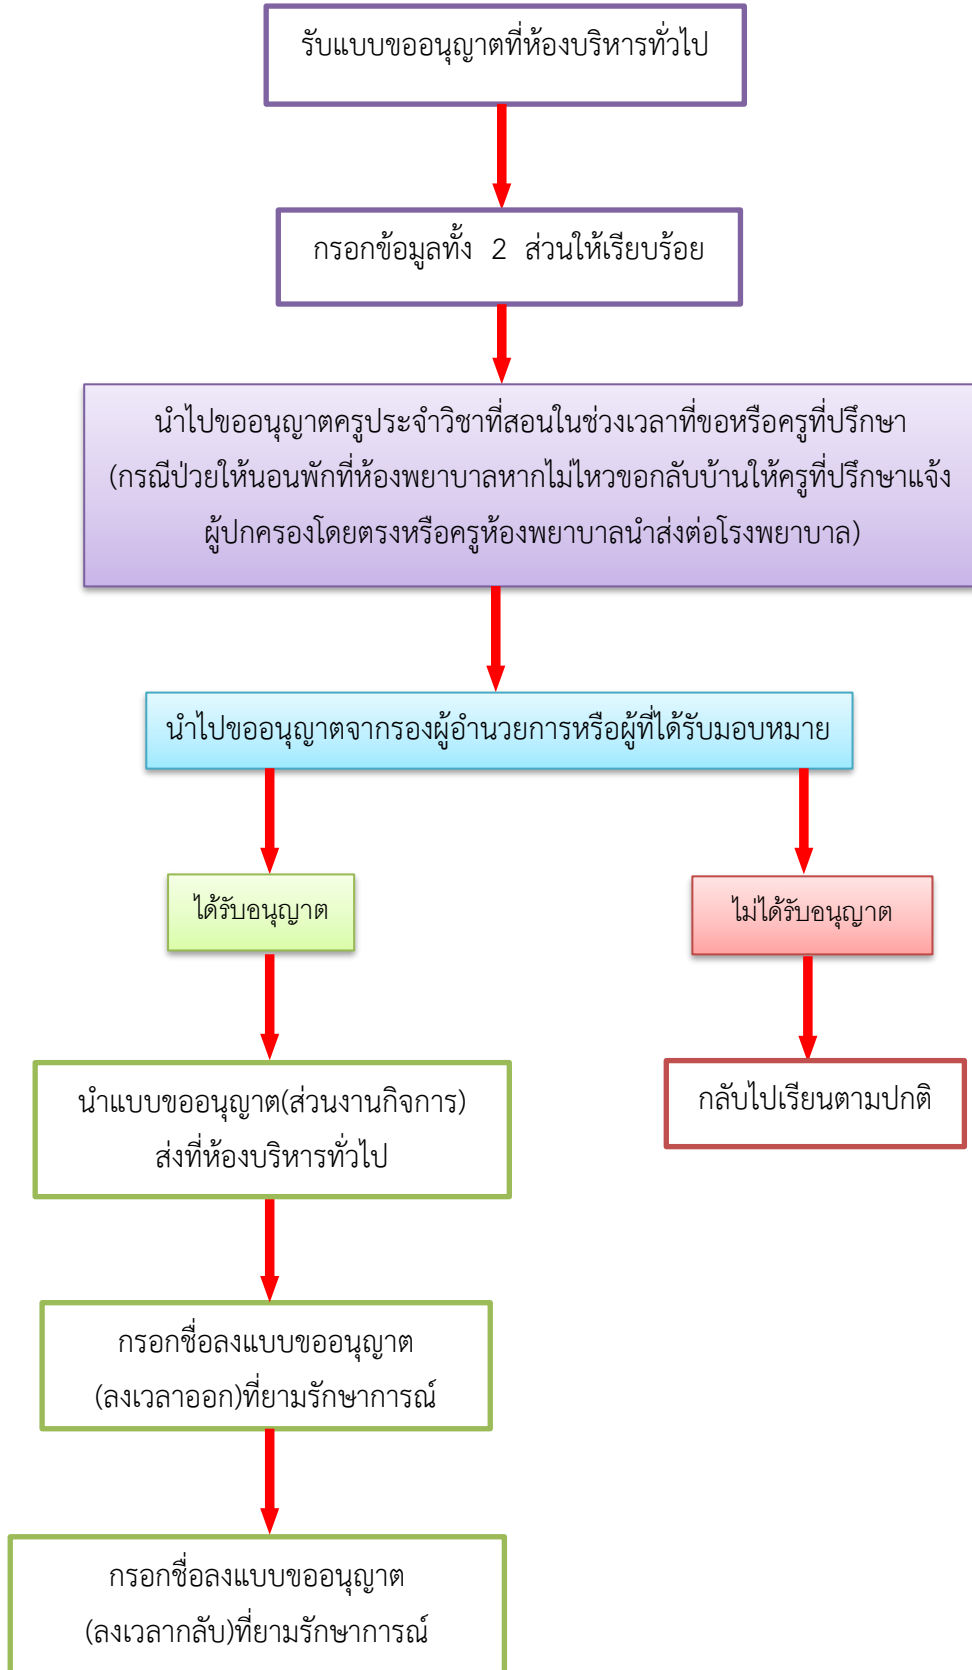 รับแบบขออนุญาตที่ห้องบริหารทั่วไป
กรอกข้อมูลทั้ง 2 ส่วนให้เรียบร้อย
นำไปขออนุญาตครูประจำวิชาที่สอนในช่วงเวลาที่ขอหรือครูที่ปรึกษา
(กรณีป่วยให้นอนพักที่ห้องพยาบาลหากไม่ไหวขอกลับบ้านให้ครูที่ปรึกษาแจ้ง
ผู้ปกครองโดยตรงหรือครูห้องพยาบาลนำส่งต่อโรงพยาบาล)
นำไปขออนุญาตจากรองผู้อำนวยการหรือผู้ที่ได้รับมอบหมาย
ได้รับอนุญาต
ไม่ได้รับอนุญาต
นำแบบขออนุญาต(ส่วนงานกิจการ)
ส่งที่ห้องบริหารทั่วไป
กลับไปเรียนตามปกติ
กรอกชื่อลงแบบขออนุญาต
(ลงเวลาออก)ที่ยามรักษาการณ์
กรอกชื่อลงแบบขออนุญาต
(ลงเวลากลับ)ที่ยามรักษาการณ์